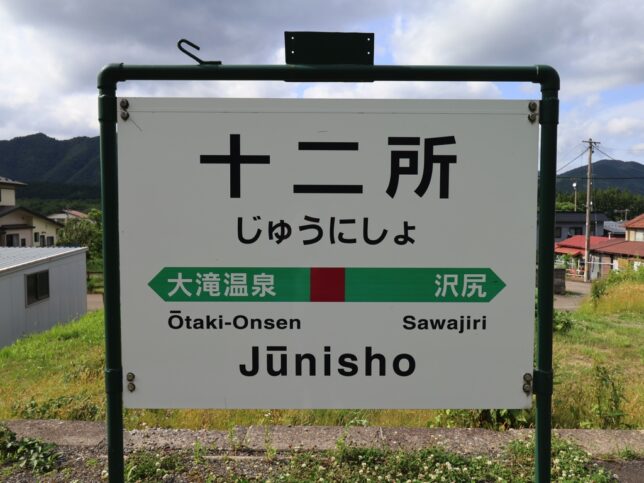 十二所
じゅうにしょ
大滝温泉 沢尻
Ōtaki-Onsen Sawajiri
Jūnisho